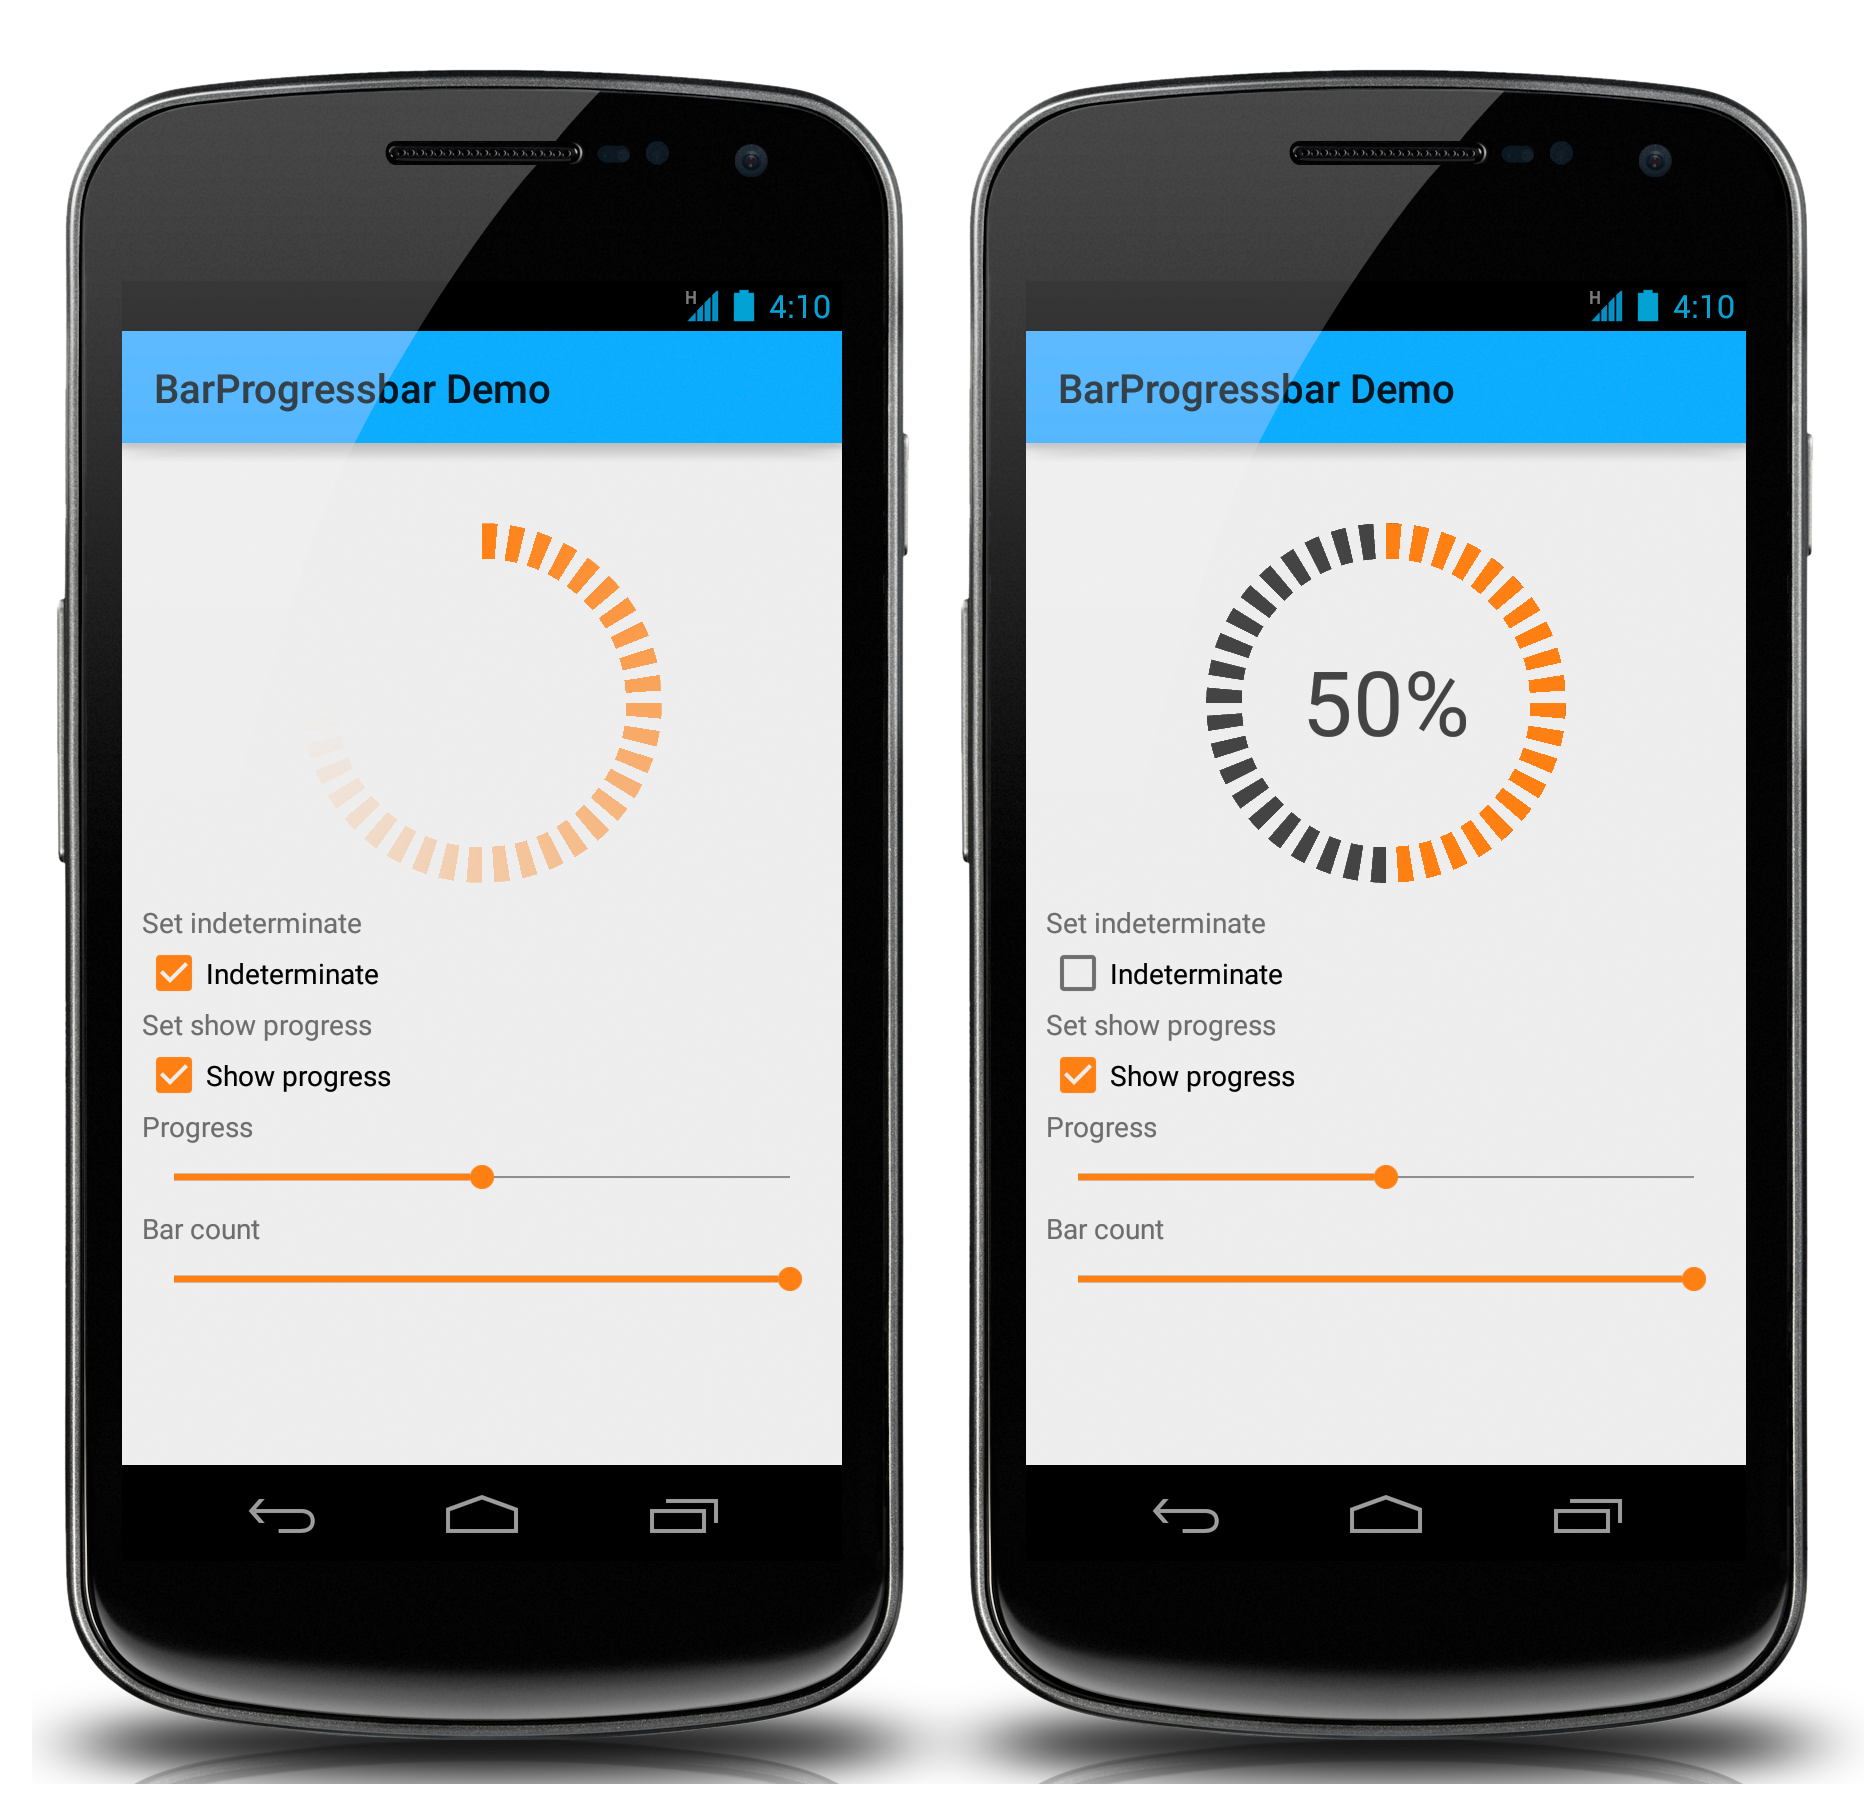 H 4:10
BarProgressbar Demo
Set indeterminate
Indeterminate
Set show progress
Show progress
Progress
Bar count
H 4:10
BarProgressbar Demo
50%
Set indeterminate
Indeterminate
Set show progress
Show progress
Progress
Bar count